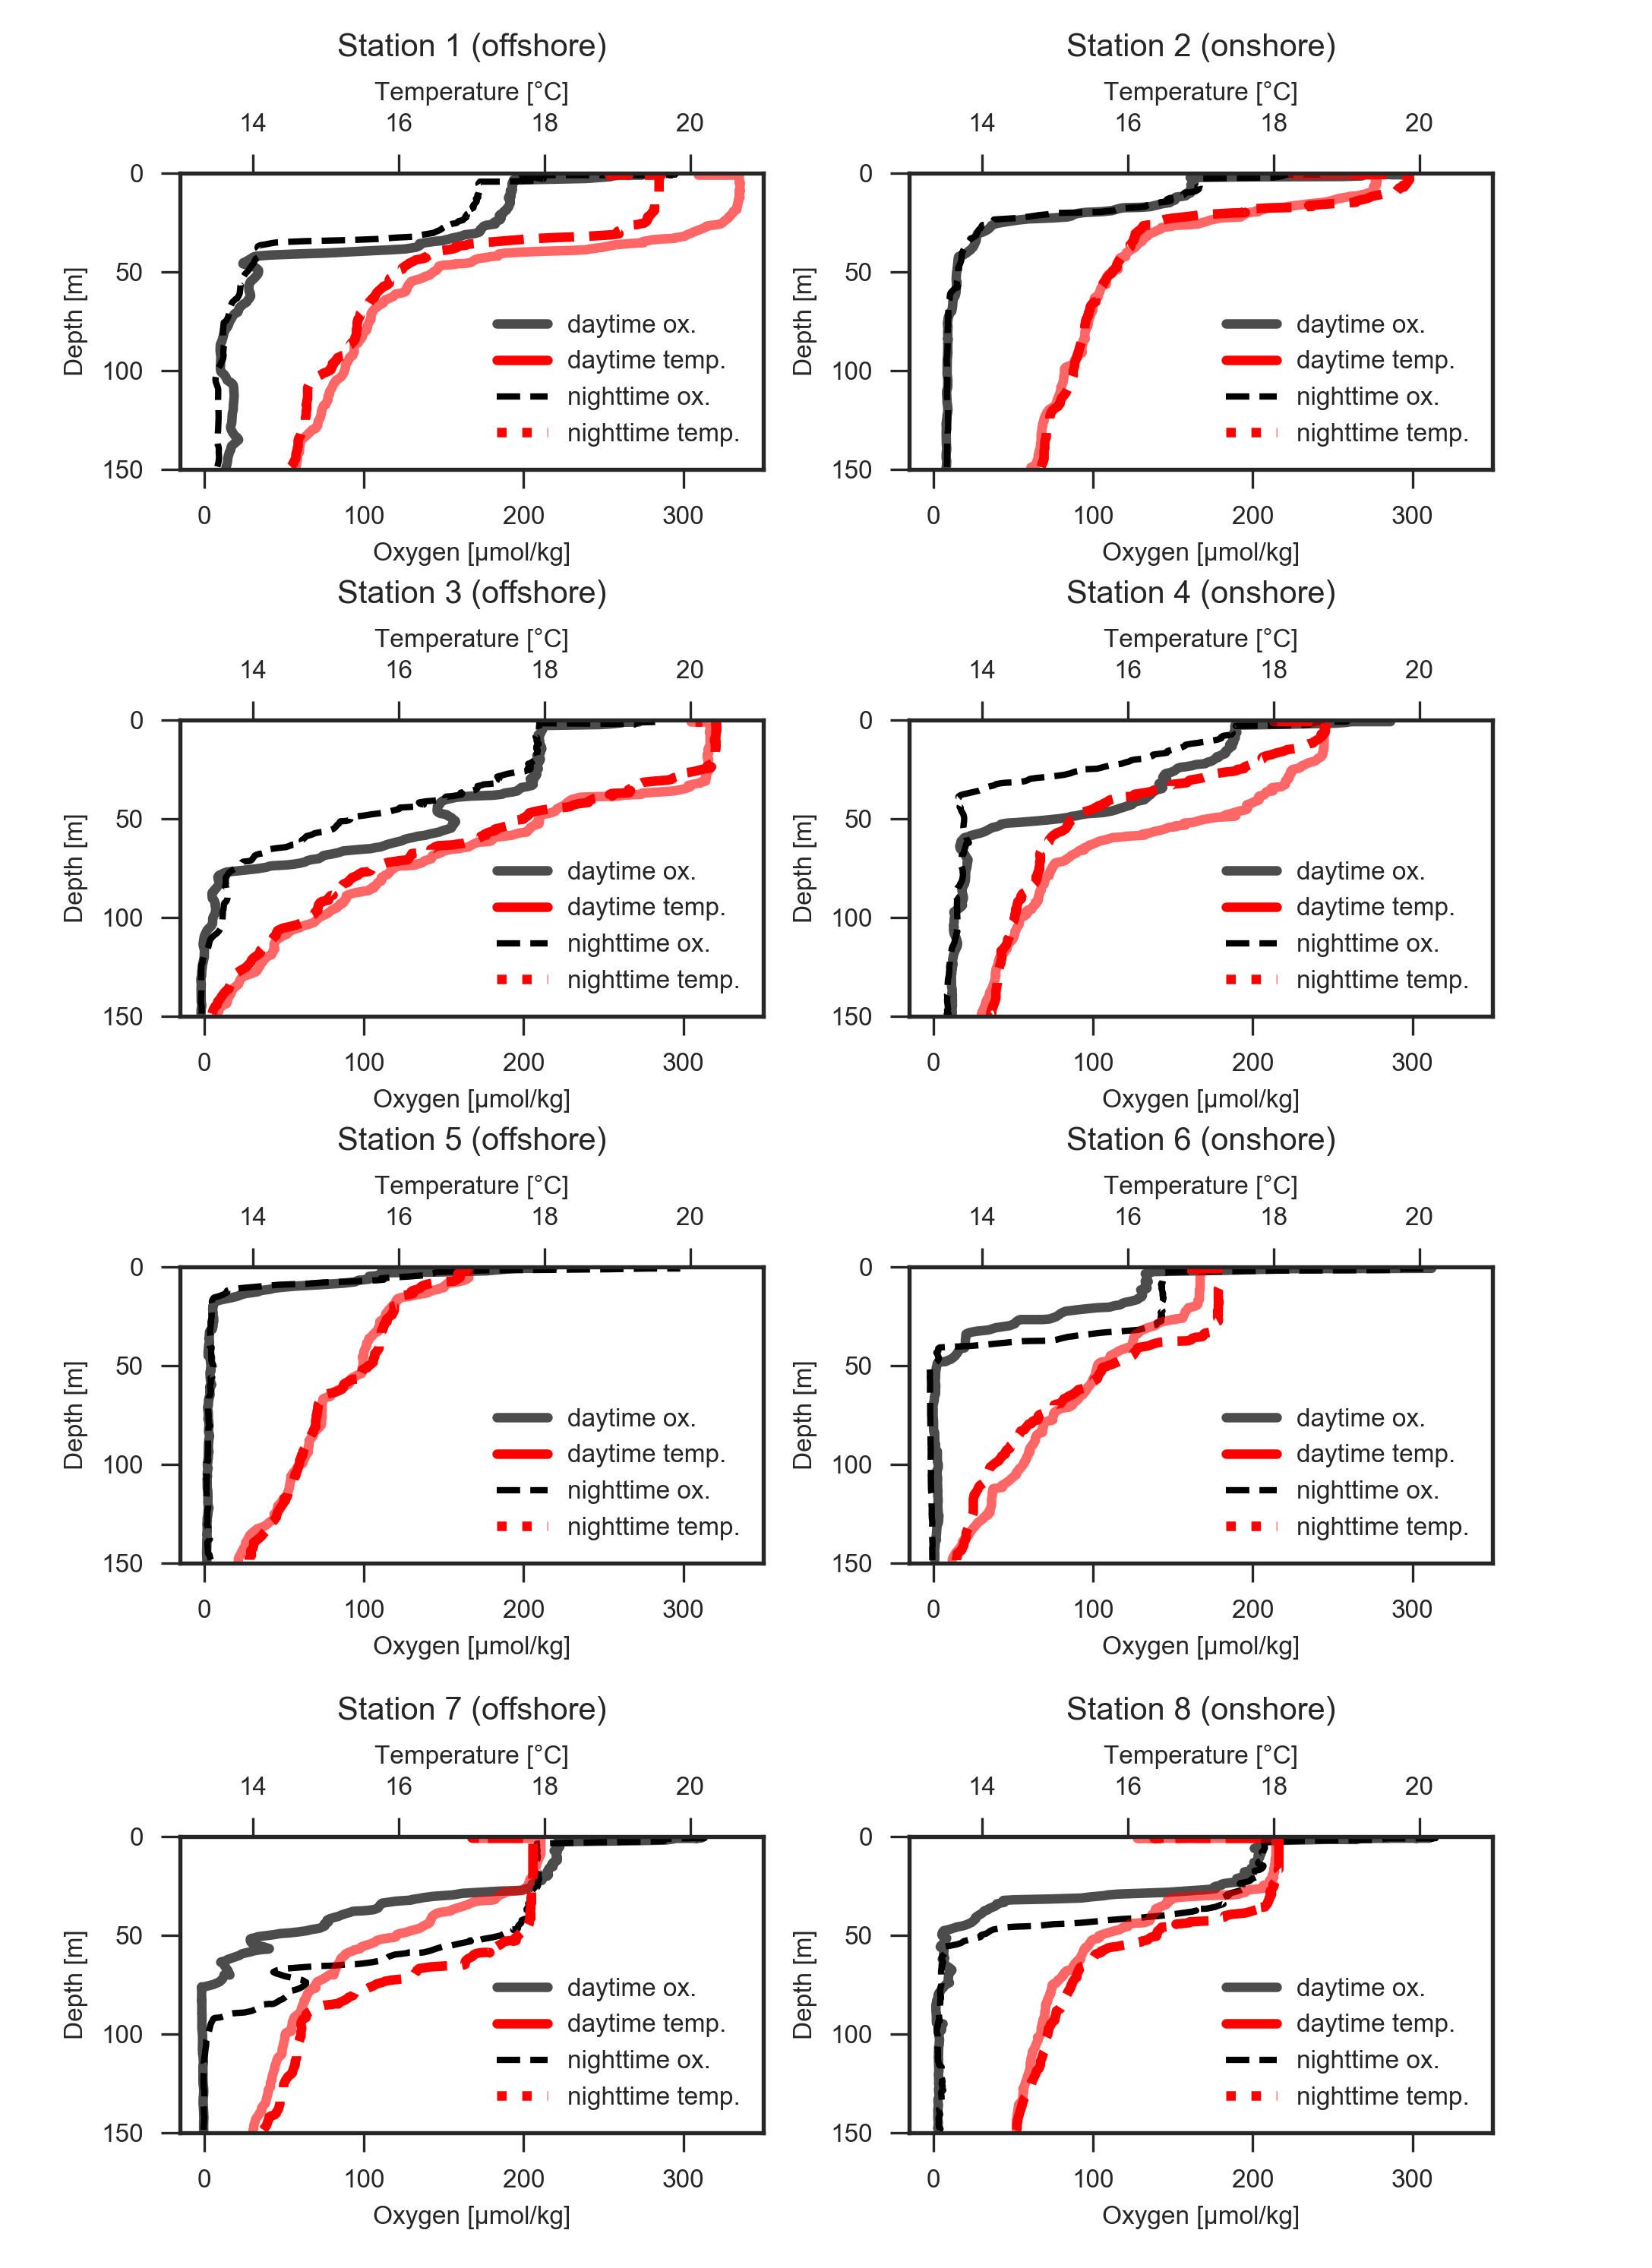 Station 1 (offshore)
Temperature [°C]
14 16 18 20
0
50
100
150
Depth [m]
daytime ox.
daytime temp.
nighttime ox.
nighttime temp.
0 100 200 300
Oxygen [µmol/kg]
Station 2 (onshore)
Temperature [°C]
14 16 18 20
0
50
100
150
Depth [m]
daytime ox.
daytime temp.
nighttime ox.
nighttime temp.
0 100 200 300
Oxygen [µmol/kg]
Station 3 (offshore)
Temperature [°C]
14 16 18 20
0
50
100
150
Depth [m]
daytime ox.
daytime temp.
nighttime ox.
nighttime temp.
0 100 200 300
Oxygen [µmol/kg]
Station 4 (onshore)
Temperature [°C]
14 16 18 20
0
50
100
150
Depth [m]
daytime ox.
daytime temp.
nighttime ox.
nighttime temp.
0 100 200 300
Oxygen [µmol/kg]
Station 5 (offshore)
Temperature [°C]
14 16 18 20
0
50
100
150
Depth [m]
daytime ox.
daytime temp.
nighttime ox.
nighttime temp.
0 100 200 300
Oxygen [µmol/kg]
Station 6 (onshore)
Temperature [°C]
14 16 18 20
0
50
100
150
Depth [m]
daytime ox.
daytime temp.
nighttime ox.
nighttime temp.
0 100 200 300
Oxygen [µmol/kg]
Station 7 (offshore)
Temperature [°C]
14 16 18 20
0
50
100
150
Depth [m]
daytime ox.
daytime temp.
nighttime ox.
nighttime temp.
0 100 200 300
Oxygen [µmol/kg]
Station 8 (onshore)
Temperature [°C]
14 16 18 20
0
50
100
150
Depth [m]
daytime ox.
daytime temp.
nighttime ox.
nighttime temp.
0 100 200 300
Oxygen [µmol/kg]